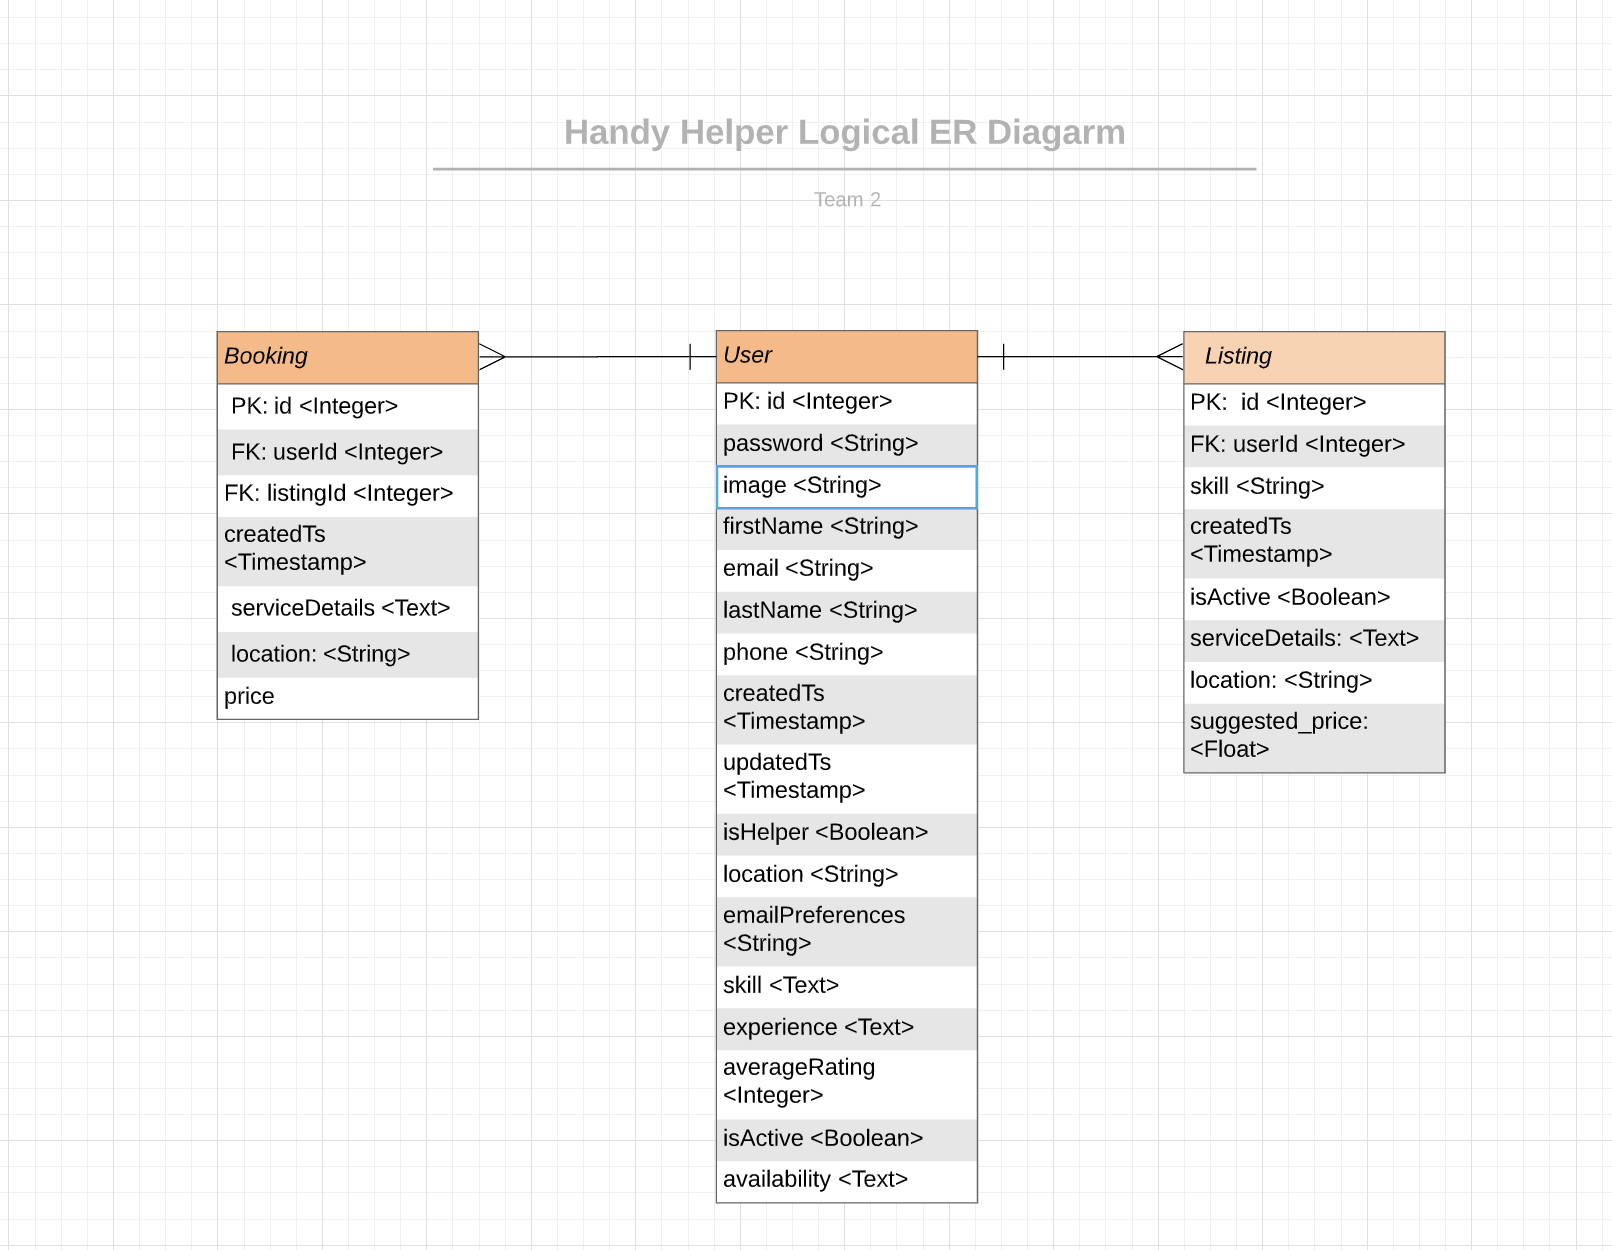 Handy Helper Logical ER Diagarm
Team 2
Booking
PK: id <Integer>
FK: userId <Integer>
FK: listingId <Integer>
createdTs
<Timestamp>
serviceDetails <Text>
location: <String>
price
User
PK: id <Integer>
password <String>
image <String>
firstName <String>
email <String>
lastName <String>
phone <String>
createdTs
<Timestamp>
updatedTs
<Timestamp>
isHelper <Boolean>
location <String>
emailPreferences
<String>
skill <Text>
experience <Text>
averageRating
<Integer>
isActive <Boolean>
availability <Text>
Listing
PK: id <Integer>
FK: userId <Integer>
skill <String>
createdTs
<Timestamp>
isActive <Boolean>
serviceDetails: <Text>
location: <String>
suggested_price:
<Float>